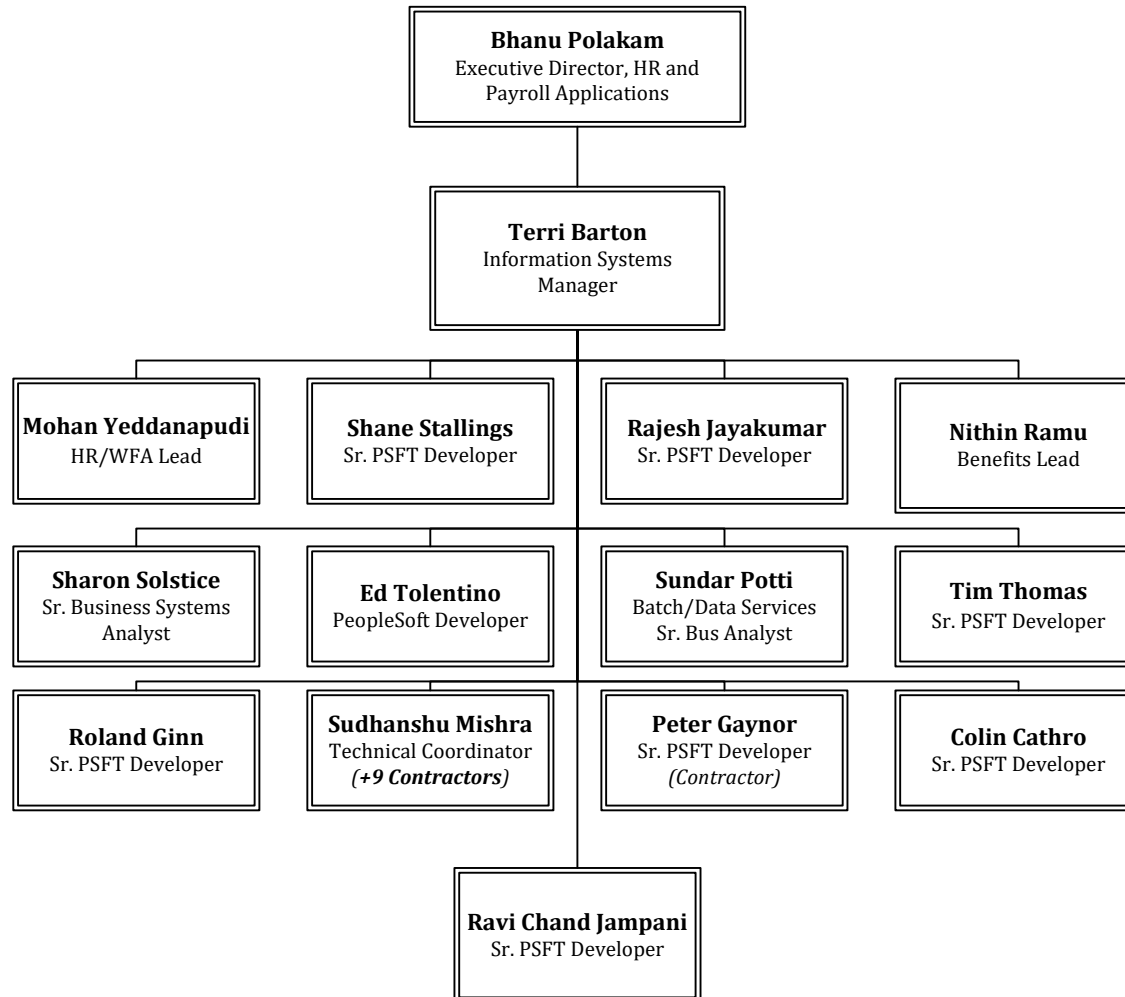 Bhanu Polakam
Executive Director, HR and
Payroll Applications
Terri Barton
Information Systems
Manager
Mohan Yeddanapudi
HR/WFA Lead
Shane Stallings
Sr. PSFT Developer
Rajesh Jayakumar
Sr. PSFT Developer
Nithin Ramu
Benefits Lead
Sharon Solstice
Sr. Business Systems
Analyst
Ed Tolentino
PeopleSoft Developer
Sundar Potti
Batch/Data Services
Sr. Bus Analyst
Tim Thomas
Sr. PSFT Developer
Roland Ginn
Sr. PSFT Developer
Sudhanshu Mishra
Technical Coordinator
(+9 Contractors)
Peter Gaynor
Sr. PSFT Developer
(Contractor)
Colin Cathro
Sr. PSFT Developer
Ravi Chand Jampani
Sr. PSFT Developer